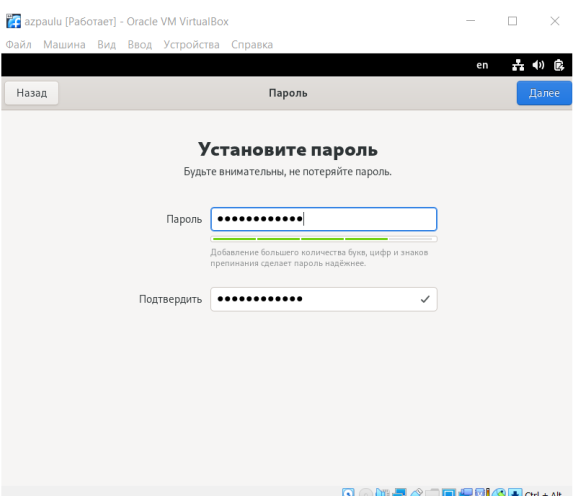 azpaulu [Работает] - Oracle VM VirtualBox
Файл Машина Вид Ввод Устройства Справка
en
Назад Пароль Далее
Установите пароль
Будьте внимательны, не потеряйте пароль.
Пароль ●●●●●●●●●●●●
Добавление большего количества букв, цифр и знаков
препинания сделает пароль надёжнее.
Подтвердить ●●●●●●●●●●●●
Ctrl + Alt